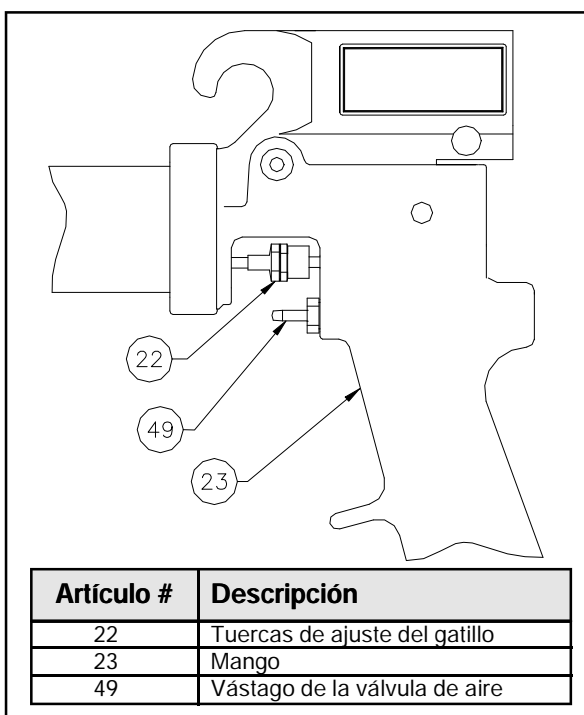 22
49
23
Artículo # Descripción
22 Tuercas de ajuste del gatillo
23 Mango
49 Vástago de la válvula de aire